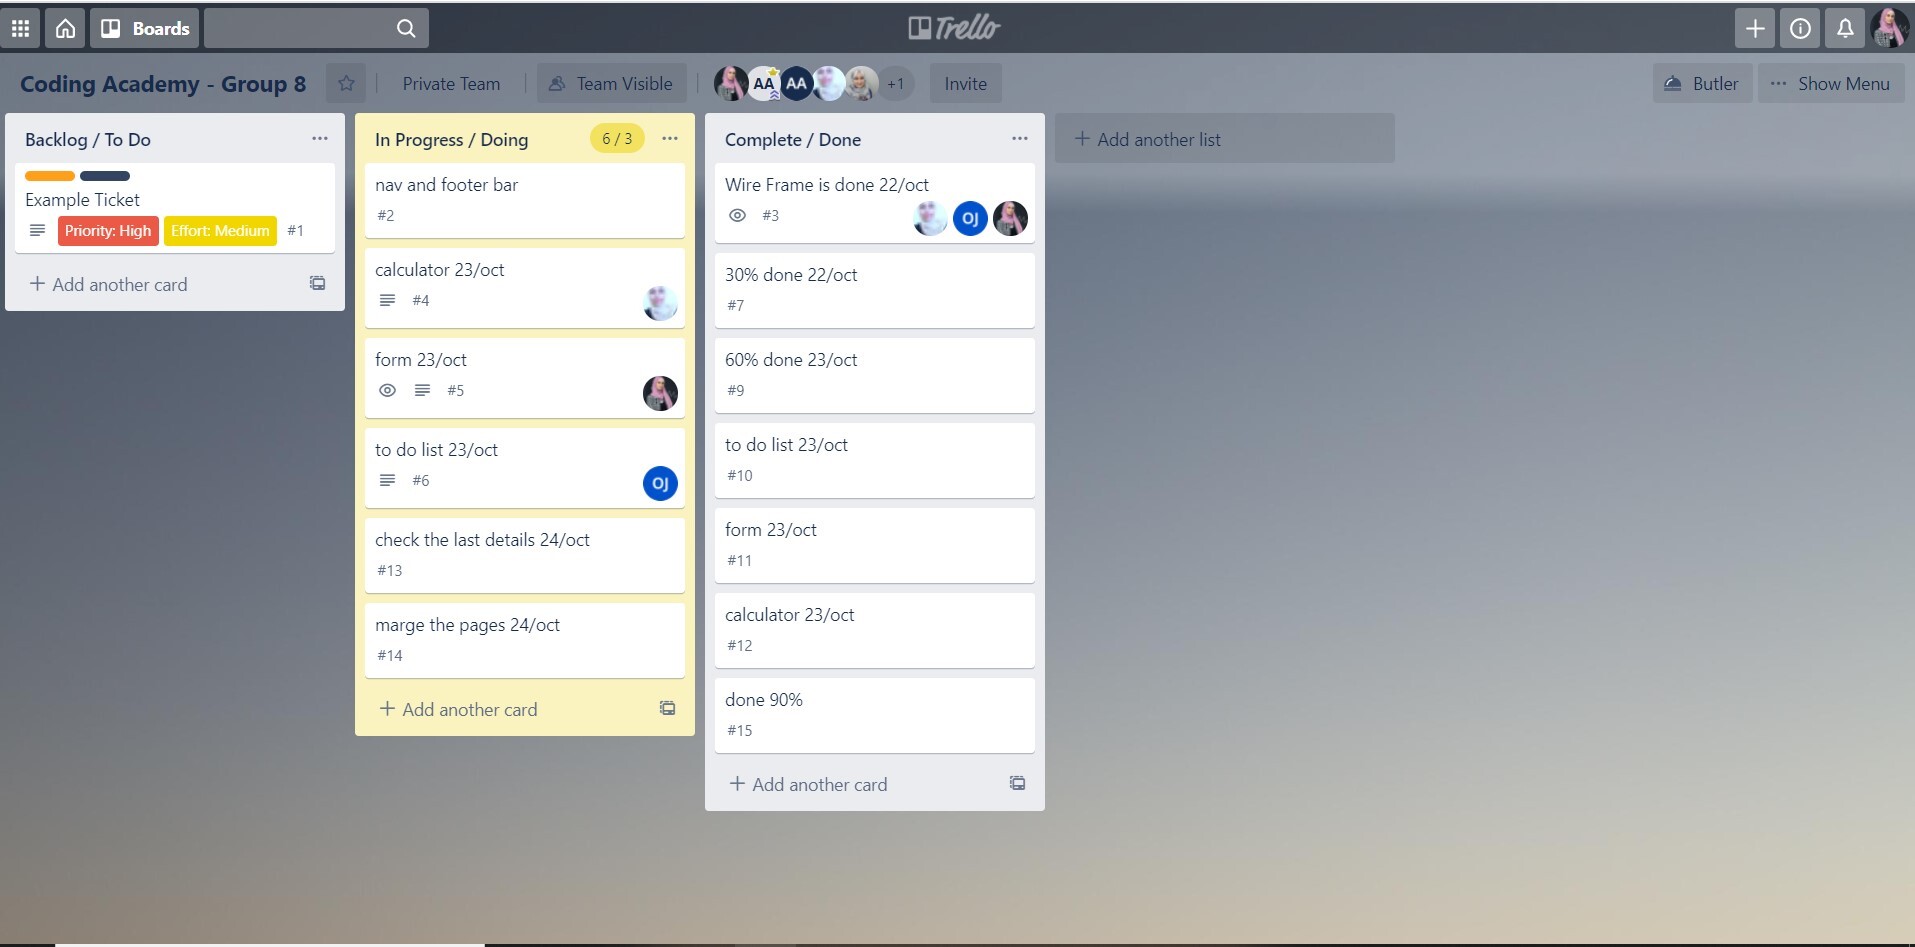 Boards
Trello
Coding Academy - Group 8
Private Team
Team Visible
AA
AA
+1
Invite
Butler
Show Menu
Backlog / To Do
Example Ticket
Priority: High
Effort: Medium
#1
Add another card
In Progress / Doing
6 / 3
nav and footer bar
#2
calculator 23/oct
#4
form 23/oct
#5
to do list 23/oct
#6
OJ
check the last details 24/oct
#13
marge the pages 24/oct
#14
Add another card
Complete / Done
Wire Frame is done 22/oct
#3
OJ
30% done 22/oct
#7
60% done 23/oct
#9
to do list 23/oct
#10
form 23/oct
#11
calculator 23/oct
#12
done 90%
#15
Add another card
Add another list